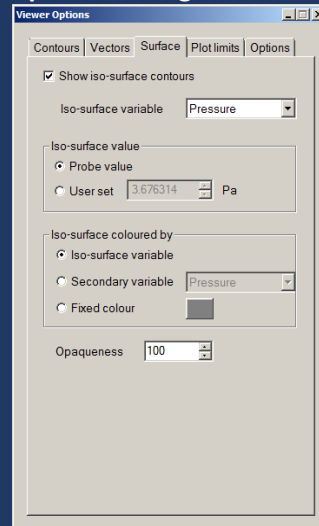 Viewer Options
Contours Vectors Surface Plot limits Options
Show iso-surface contours
Iso-surface variable Pressure
Iso-surface value
Probe value
User set 3.676314 Pa
Iso-surface coloured by
Iso-surface variable
Secondary variable Pressure
Fixed colour
Opaqueness 100